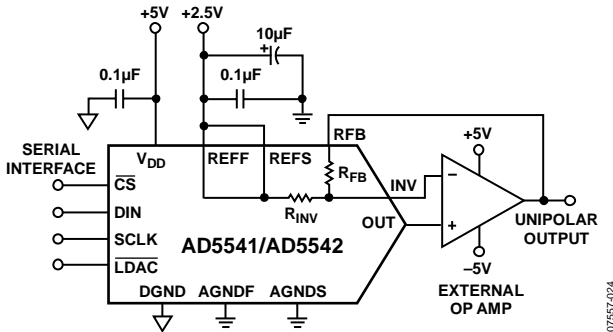 +5V
+2.5V
10µF
+
0.1µF
0.1µF
RFB
+5V
SERIAL
INTERFACE
VDD
REFF
REFS
RFB
INV
–
CS
RINV
DIN
OUT
+
UNIPOLAR
OUTPUT
SCLK
AD5541/AD5542
LDAC
–5V
DGND
AGNDF
AGNDS
EXTERNAL
OP AMP
07557-024